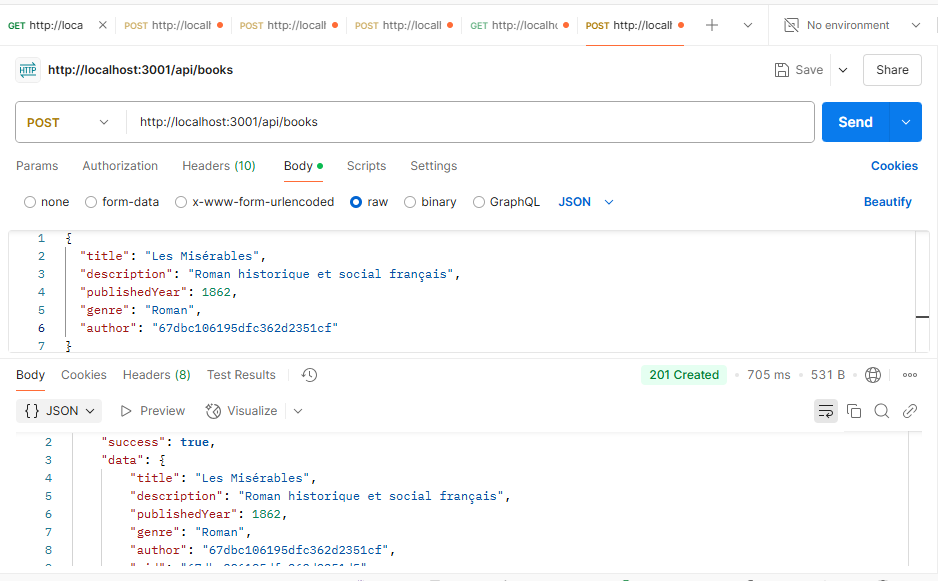 GET http://loca
POST http://locall
POST http://locall
POST http://locall
GET http://localho
POST http://locall
No environment
HTTP http://localhost:3001/api/books
Save
Share
POST http://localhost:3001/api/books
Send
Params Authorization Headers (10) Body Scripts Settings
Cookies
none form-data x-www-form-urlencoded raw binary GraphQL JSON
Beautify
1 {
2 "title": "Les Misérables",
3 "description": "Roman historique et social français",
4 "publishedYear": 1862,
5 "genre": "Roman",
6 "author": "67dbc106195dfc362d2351cf"
7 }
Body Cookies Headers (8) Test Results
201 Created • 705 ms • 531 B
{} JSON Preview Visualize
2 "success": true,
3 "data": {
4 "title": "Les Misérables",
5 "description": "Roman historique et social français",
6 "publishedYear": 1862,
7 "genre": "Roman",
8 "author": "67dbc106195dfc362d2351cf",